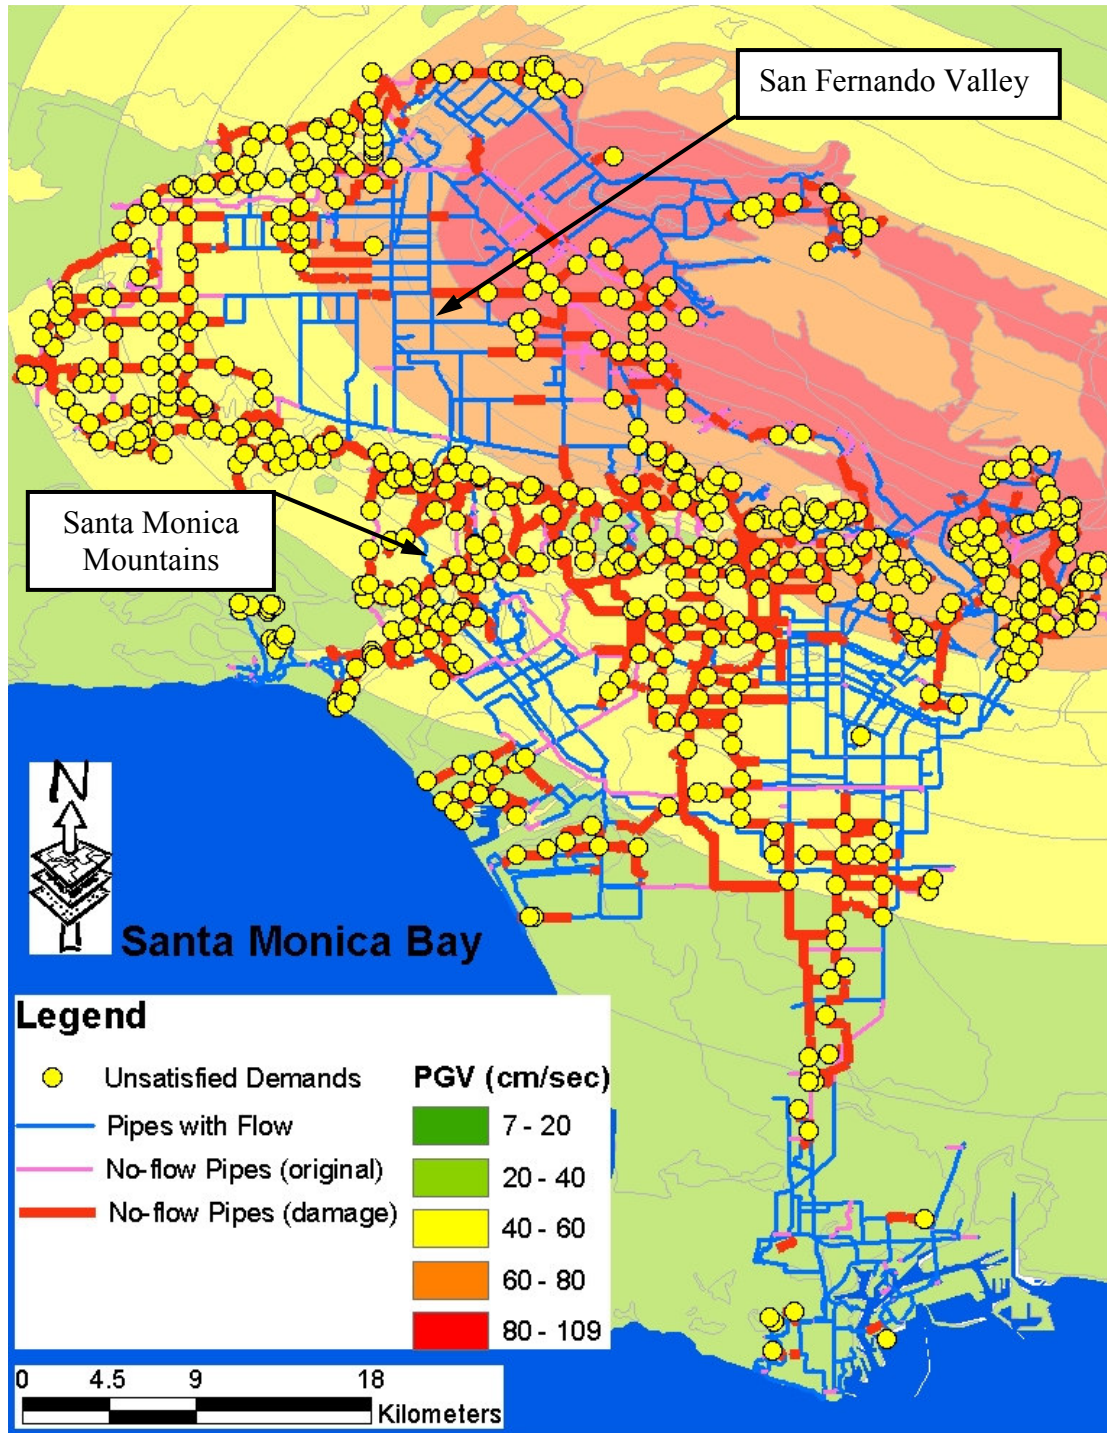 San Fernando Valley
Santa Monica
Mountains
N
Santa Monica Bay
Legend
Unsatisfied Demands
Pipes with Flow
No-flow Pipes (original)
No-flow Pipes (damage)
PGV (cm/sec)
7 - 20
20 - 40
40 - 60
60 - 80
80 - 109
0 4.5 9 18
Kilometers